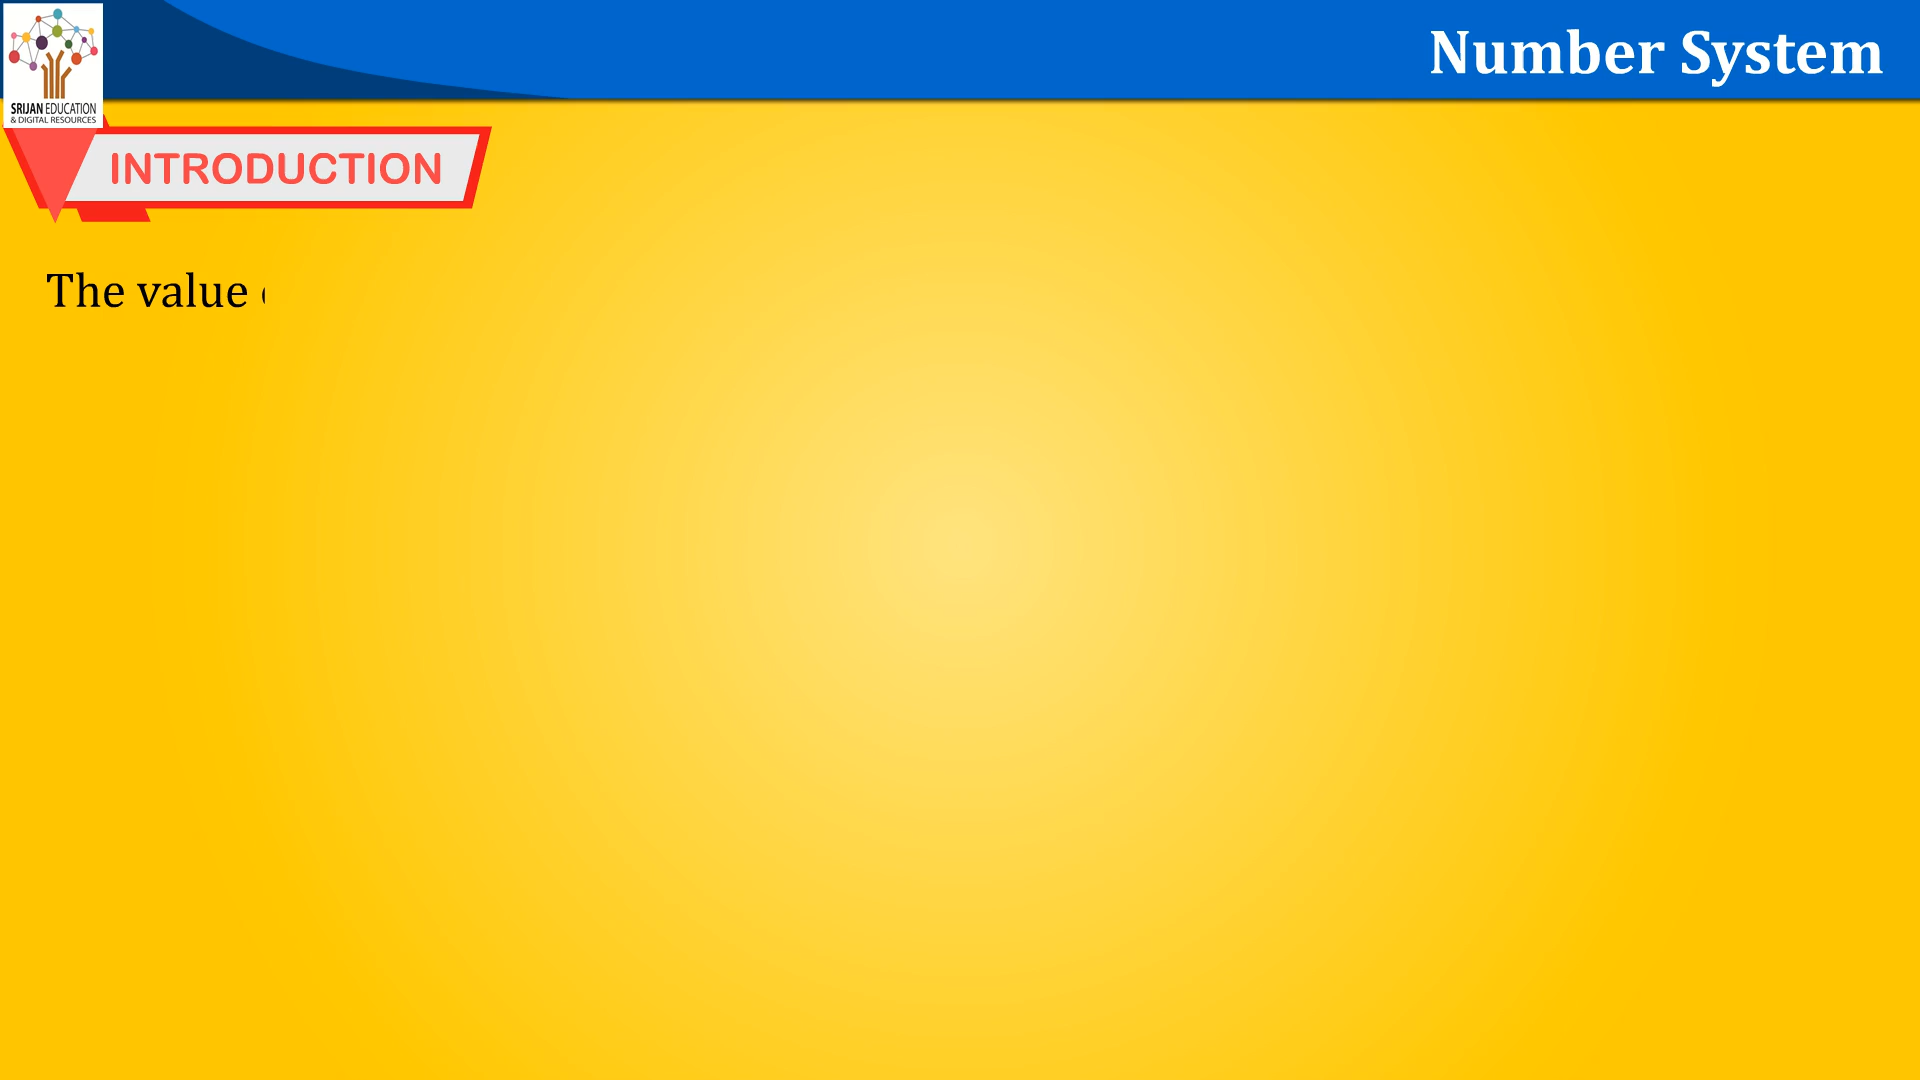 Number System
SRIJAN EDUCATION
& DIGITAL RESOURCES
INTRODUCTION
The value